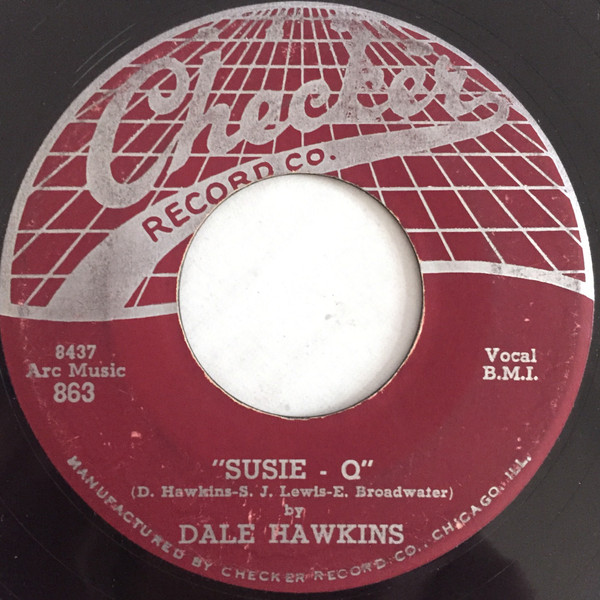 Checker
RECORD CO.
8437
Arc Music
863
Vocal
B.M.I.
"SUSIE - Q"
(D. Hawkins-S. J. Lewis-E. Broadwater)
by
DALE HAWKINS
MANUFACTURED BY CHECKER RECORD CO., CHICAGO, ILL.